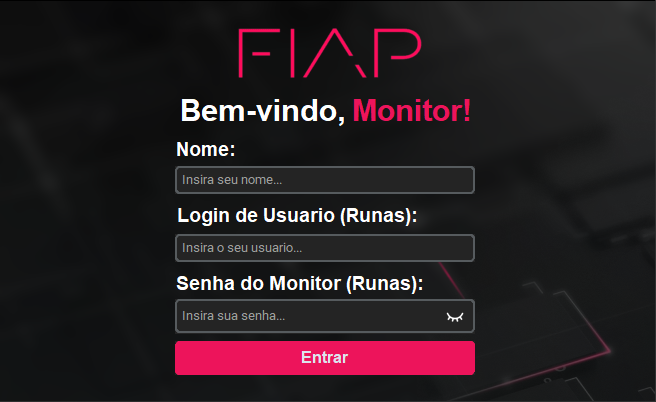 FIAP
Bem-vindo, Monitor!
Nome:
Insira seu nome...
Login de Usuario (Runas):
Insira o seu usuario...
Senha do Monitor (Runas):
Insira sua senha...
Entrar